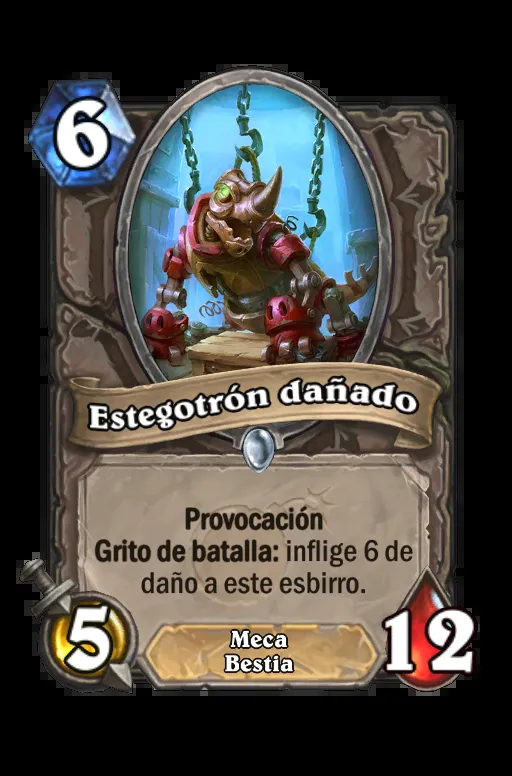 6
Estegotrón dañado
Provocación
Grito de batalla: inflige 6 de
daño a este esbirro.
5
Meca
Bestia
12